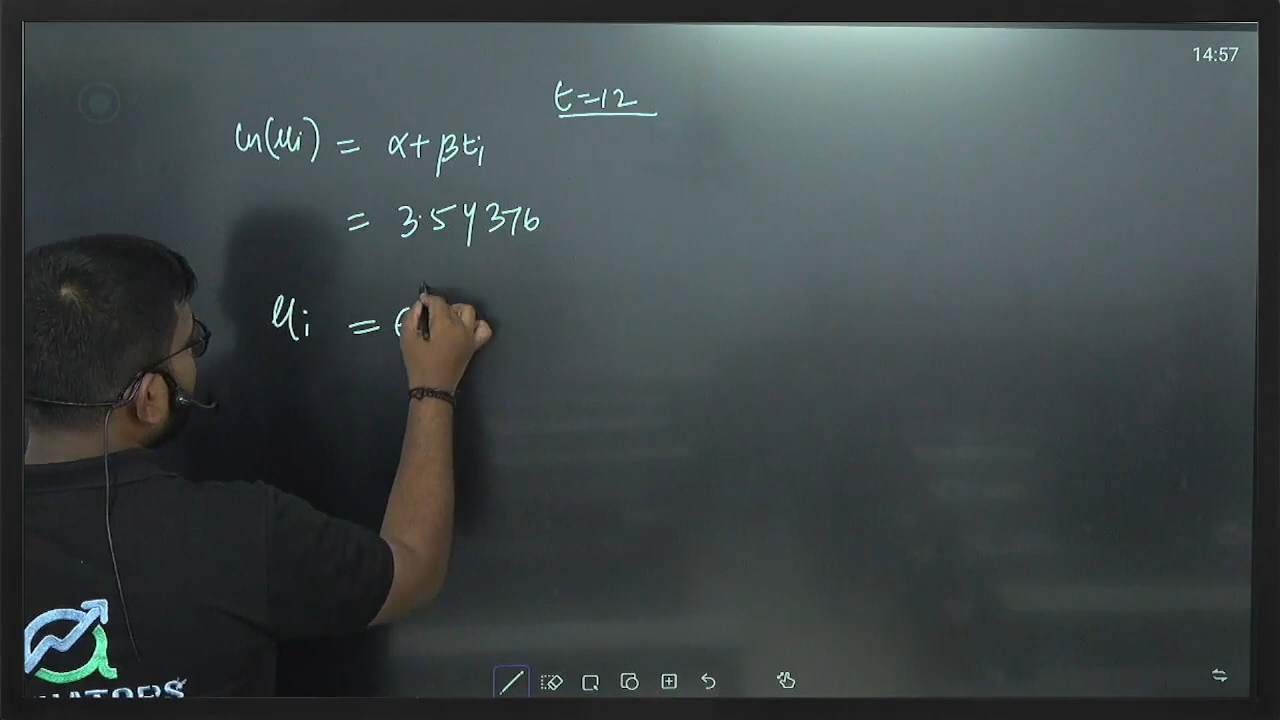 14:57
t=12
ln(μi) = α+βti
= 3.54376
μi = e